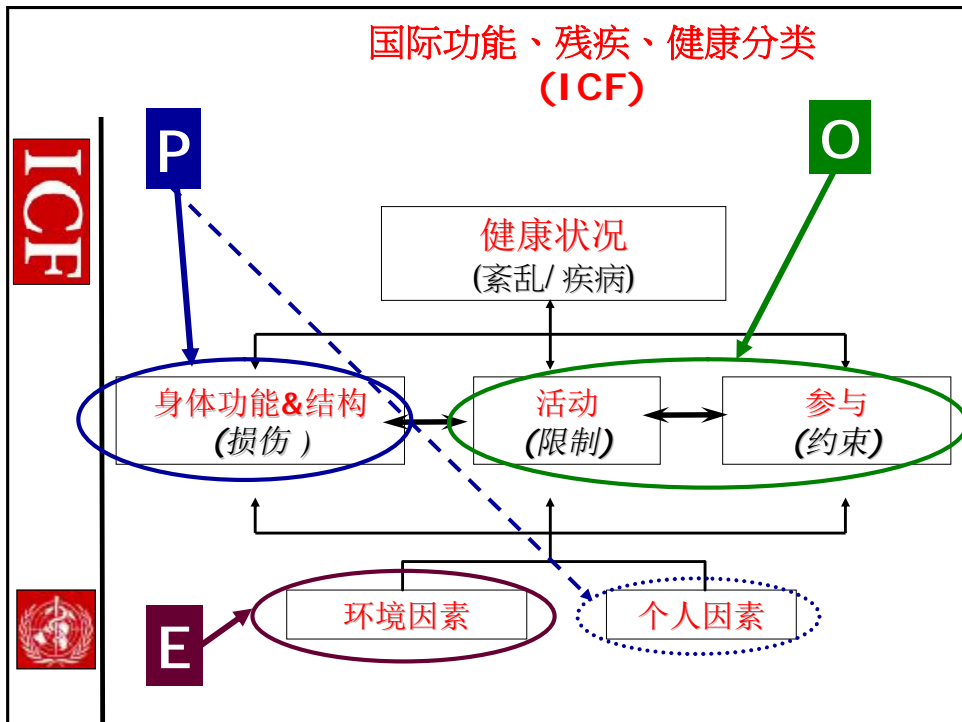 国际功能、残疾、健康分类
(ICF)
ICF
P
O
健康状况
(紊乱/ 疾病)
身体功能&结构
(损伤 )
活动
(限制)
参与
(约束)
E
环境因素
个人因素